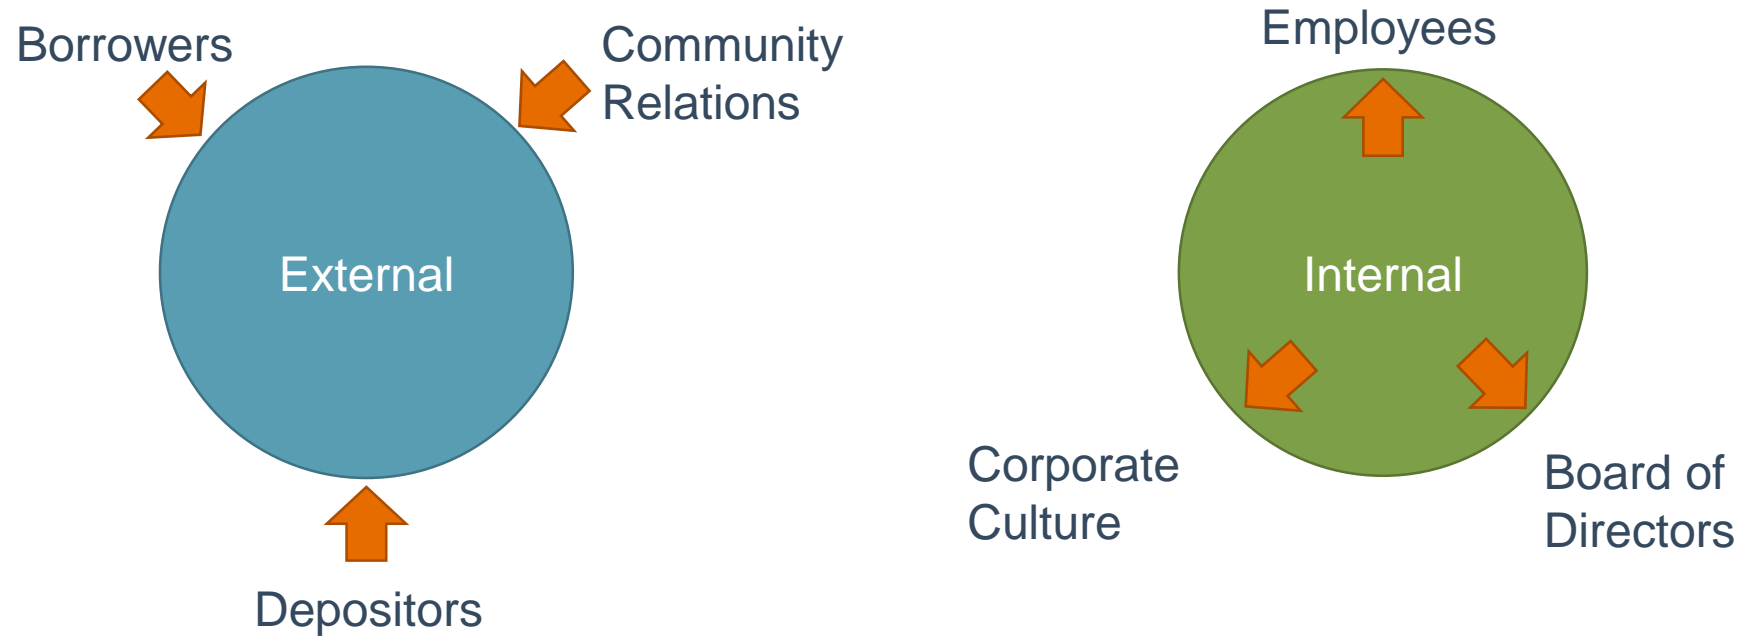 Borrowers
Community
Relations
External
Depositors
Employees
Internal
Corporate
Culture
Board of
Directors